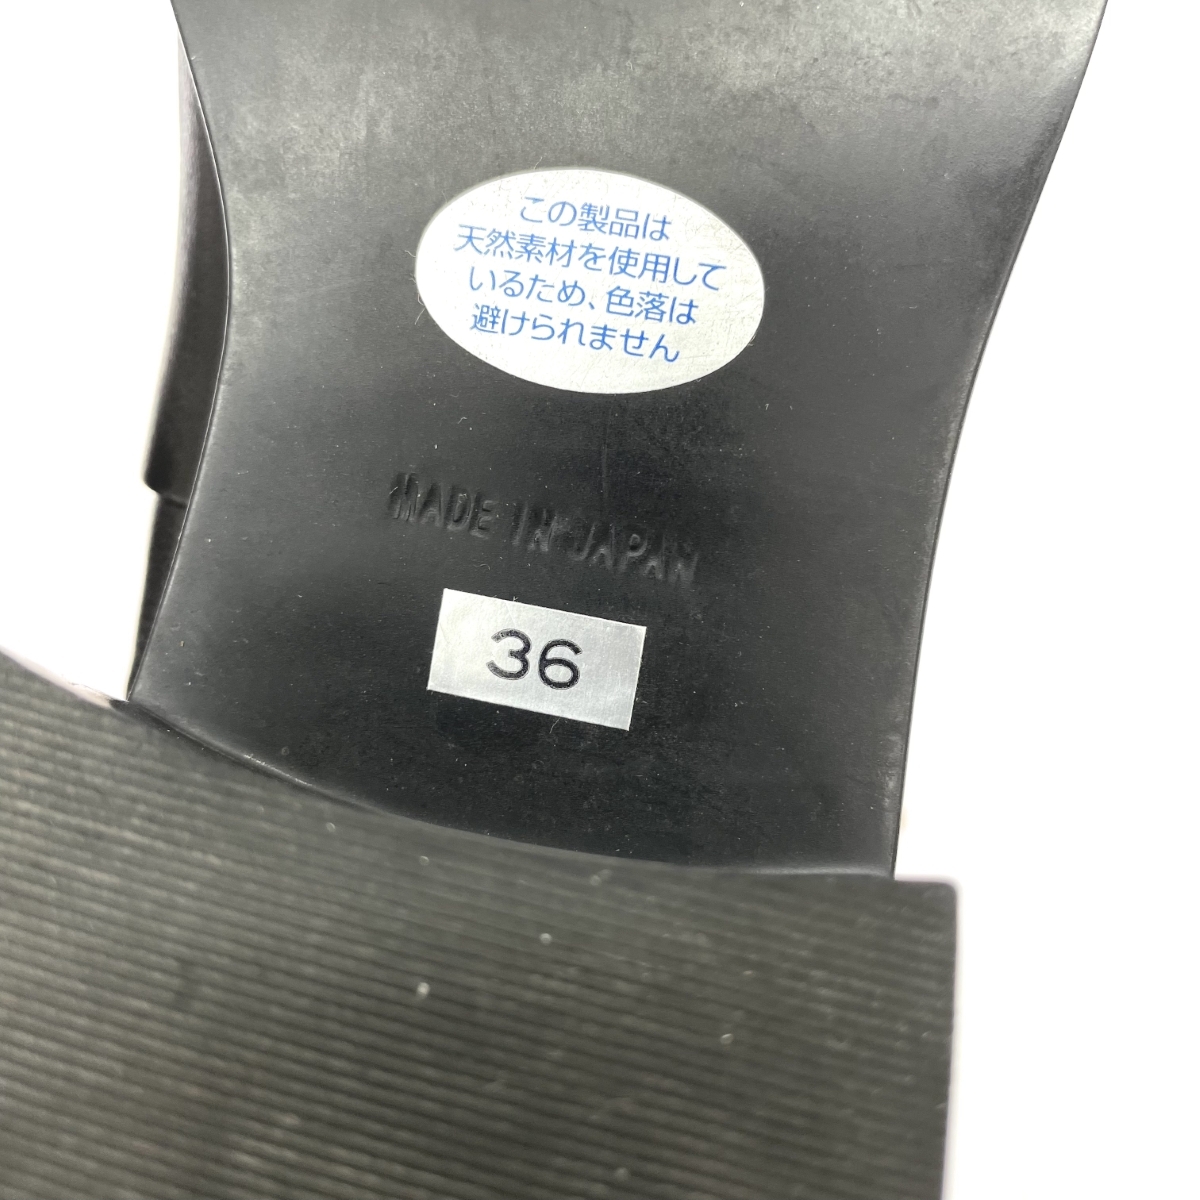 この製品は
天然素材を使用して
いるため、色落は
避けられません
MADE IN JAPAN
36